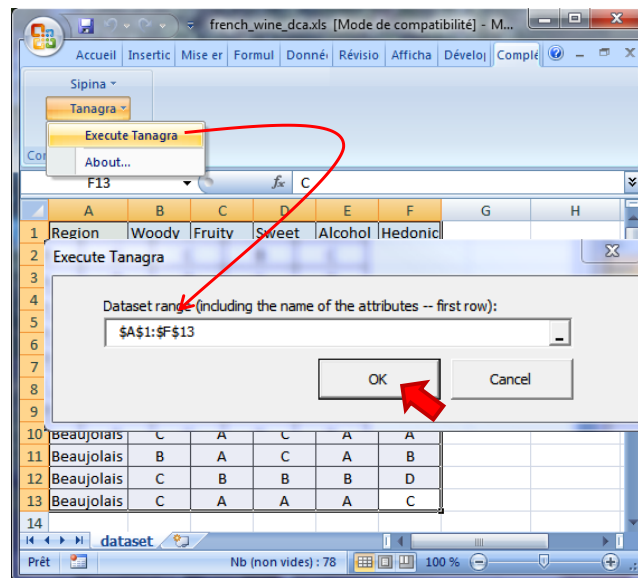 french_wine_dca.xls [Mode de compatibilité] - M...
Accueil Insertic Mise er Formul Donné Révisio Afficha Dévelo Complé
Sipina
Tanagra
Execute Tanagra
About...
F13 fx C
A B C D E F G H
1 Region Woody Fruity Sweet Alcohol Hedonic
2
Execute Tanagra
3
4
Dataset range (including the name of the attributes -- first row):
5
$A$1:$F$13
6
7
OK Cancel
8
9
10 Beaujolais C A C A A
11 Beaujolais B A C A B
12 Beaujolais C B B B D
13 Beaujolais C A A A C
14
dataset
Prêt Nb (non vides) : 78 100 %